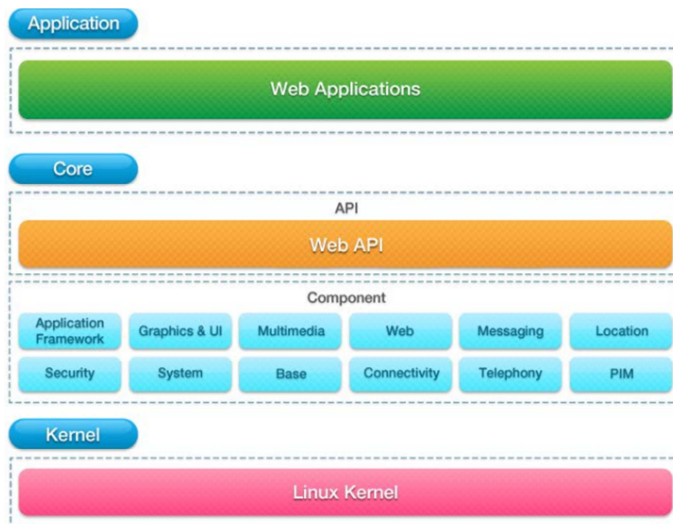 Application
Web Applications
Core
API
Web API
Component
Application Framework
Graphics & UI
Multimedia
Web
Messaging
Location
Security
System
Base
Connectivity
Telephony
PIM
Kernel
Linux Kernel